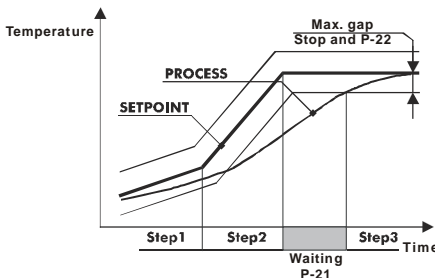 Max. gap
Stop and P-22
Temperature
PROCESS
SETPOINT
Step1 Step2 Step3 Time
Waiting
P-21